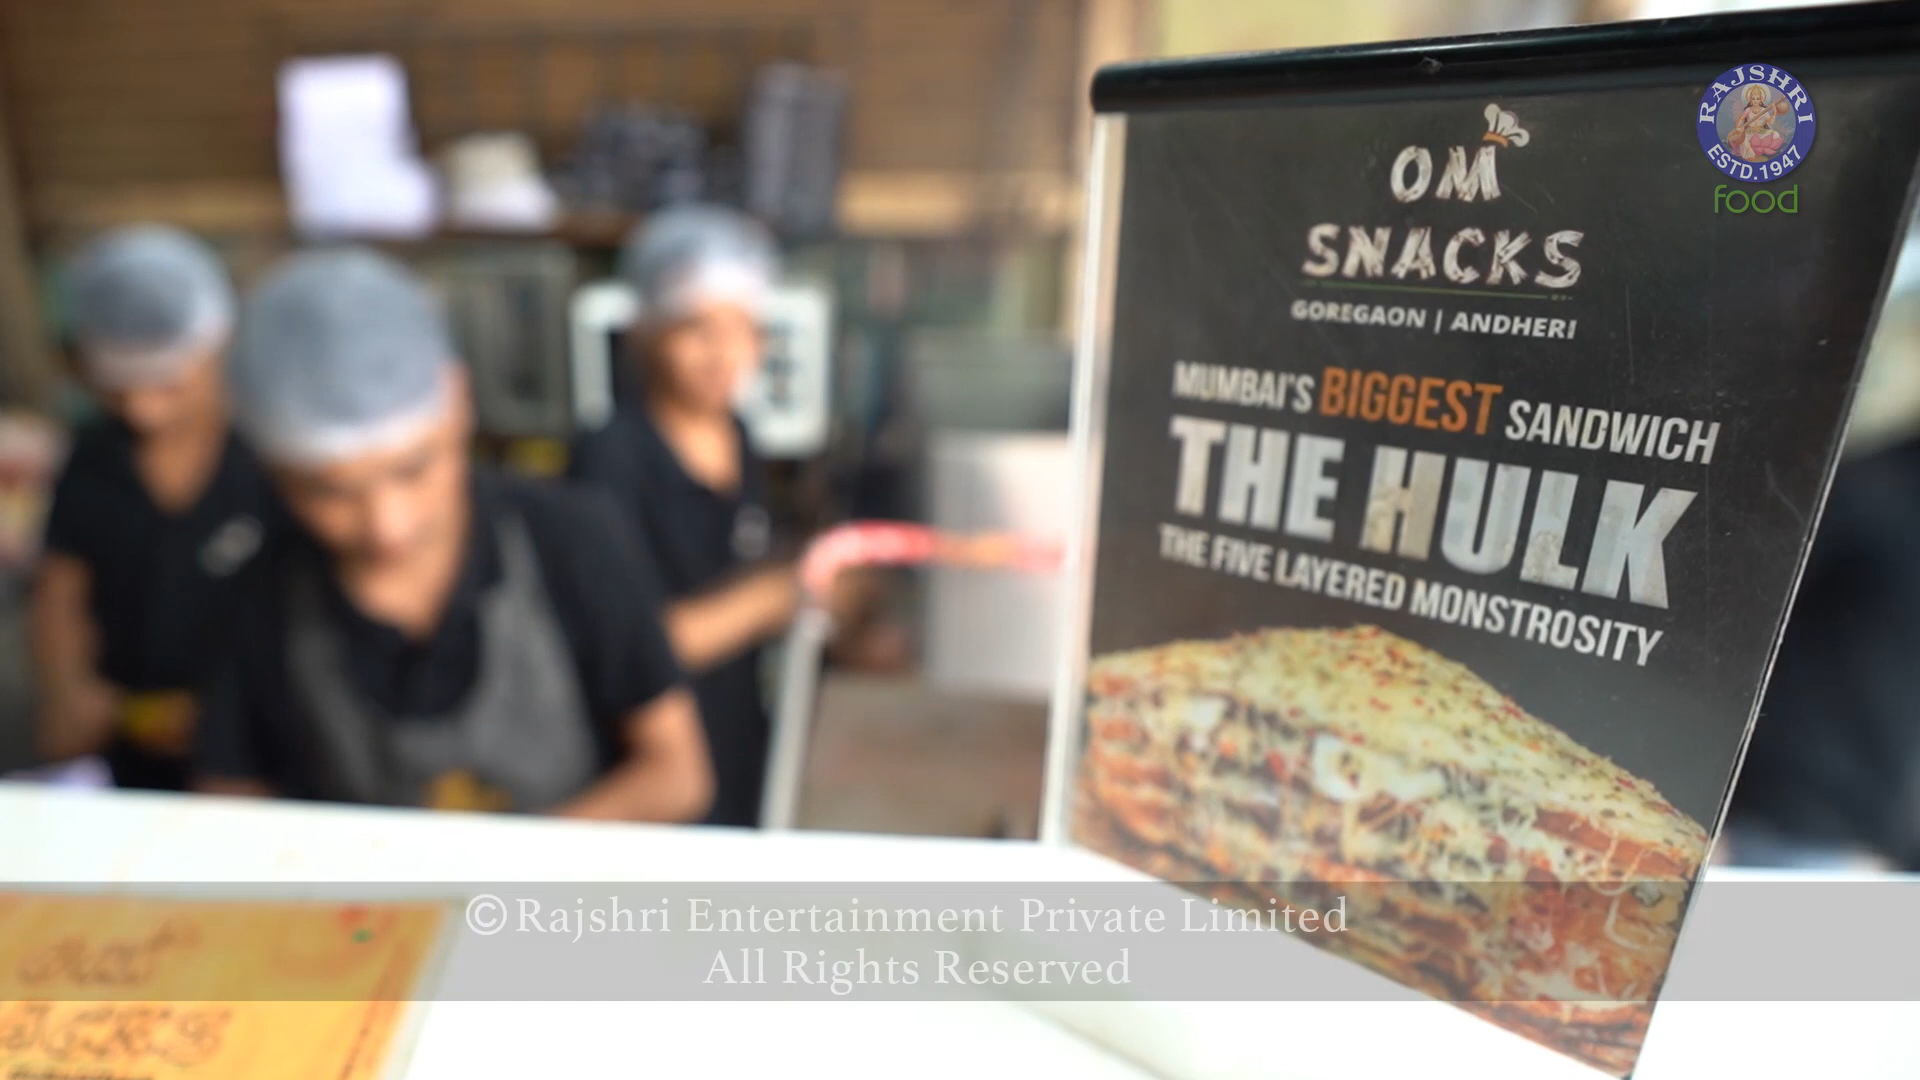 RAJSHRI
ESTD.1947
food
OM
SNACKS
GOREGAON | ANDHERI
MUMBAI'S BIGGEST SANDWICH
THE HULK
THE FIVE LAYERED MONSTROSITY
©Rajshri Entertainment Private Limited
All Rights Reserved